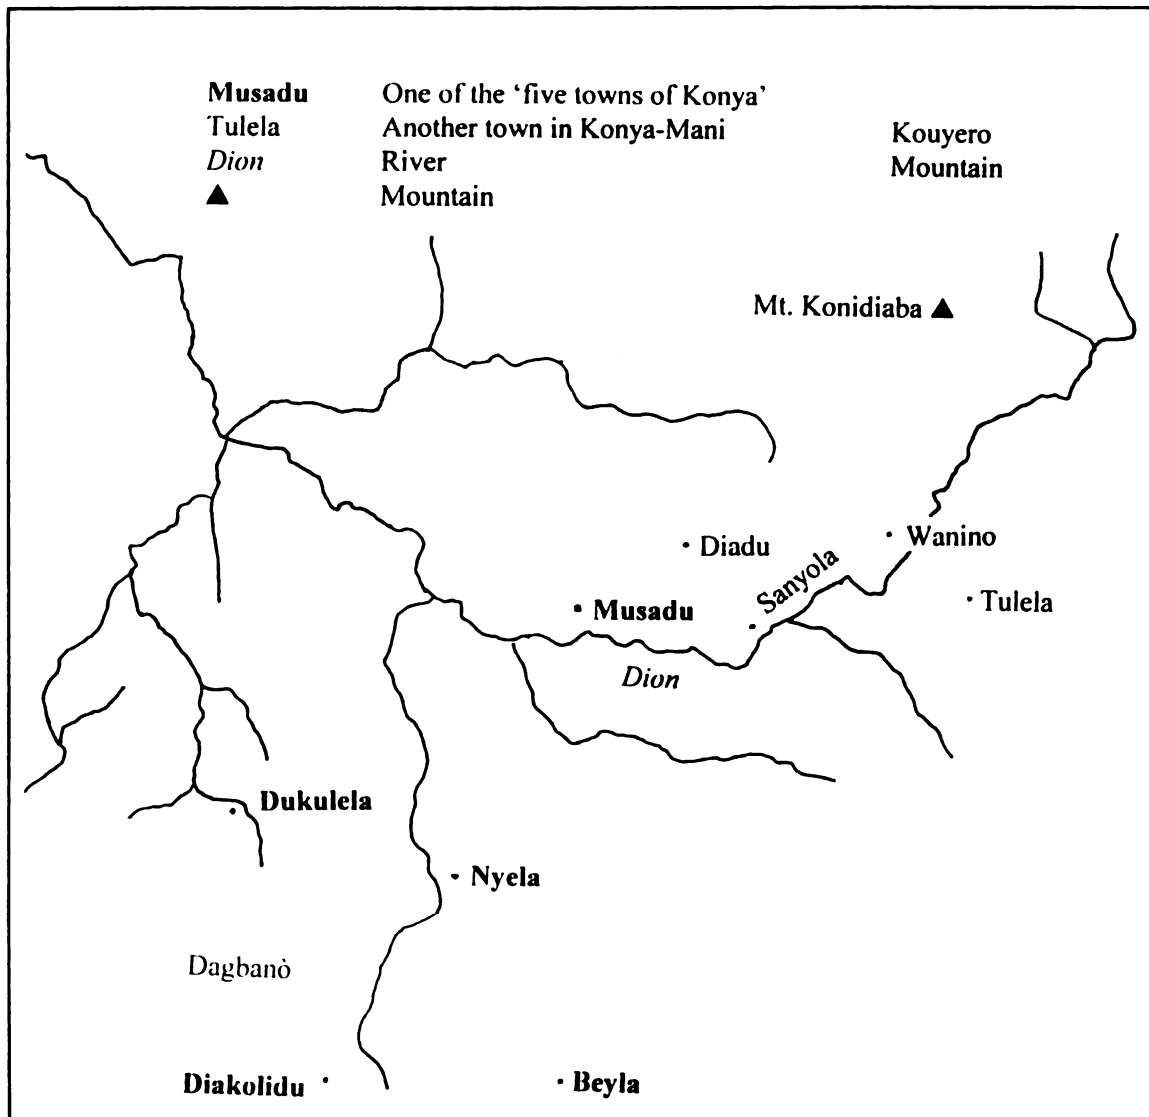 Musadu One of the ‘five towns of Konya’
Tulela Another town in Konya-Mani
Dion River
▲ Mountain
Kouyero
Mountain
Mt. Konidiaba ▲
Diadu
Wanino
Sanyola
Tulela
Musadu
Dion
Dukulela
Nyela
Dagbanò
Diakolidu
Beyla